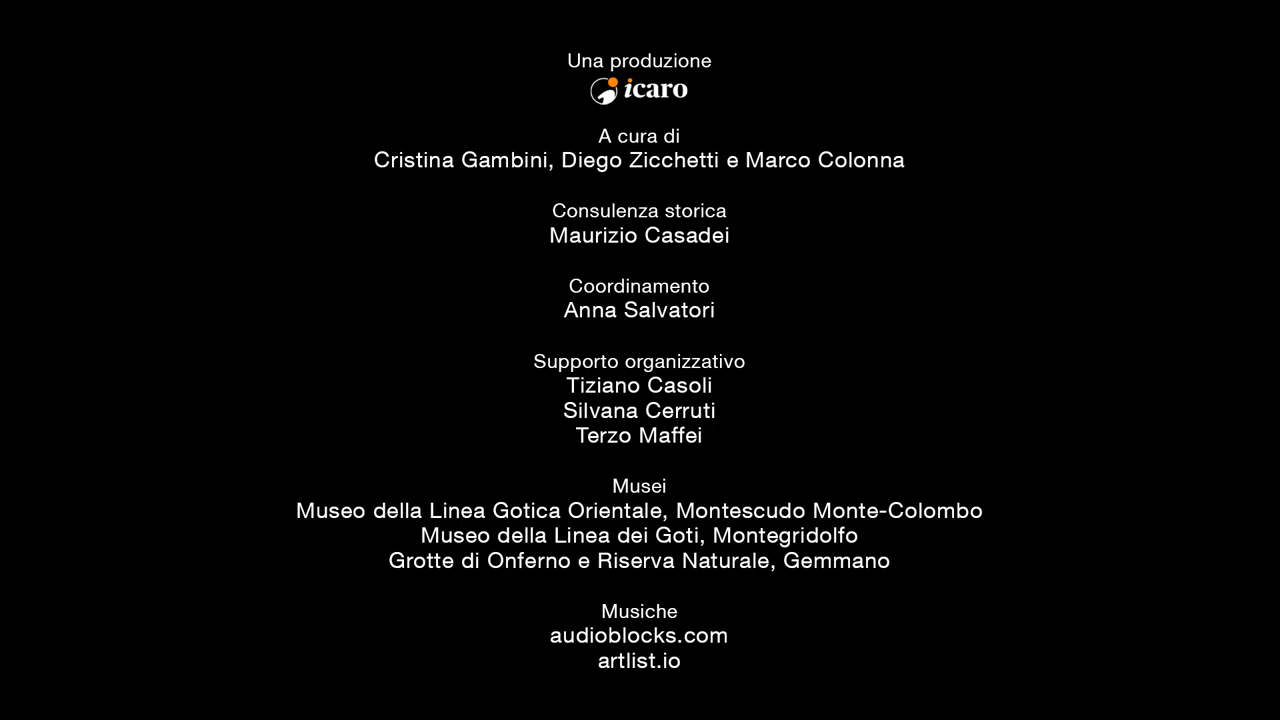 Una produzione
icaro
A cura di
Cristina Gambini, Diego Zicchetti e Marco Colonna
Consulenza storica
Maurizio Casadei
Coordinamento
Anna Salvatori
Supporto organizzativo
Tiziano Casoli
Silvana Cerruti
Terzo Maffei
Musei
Museo della Linea Gotica Orientale, Montescudo Monte-Colombo
Museo della Linea dei Goti, Montegridolfo
Grotte di Onferno e Riserva Naturale, Gemmano
Musiche
audioblocks.com
artlist.io